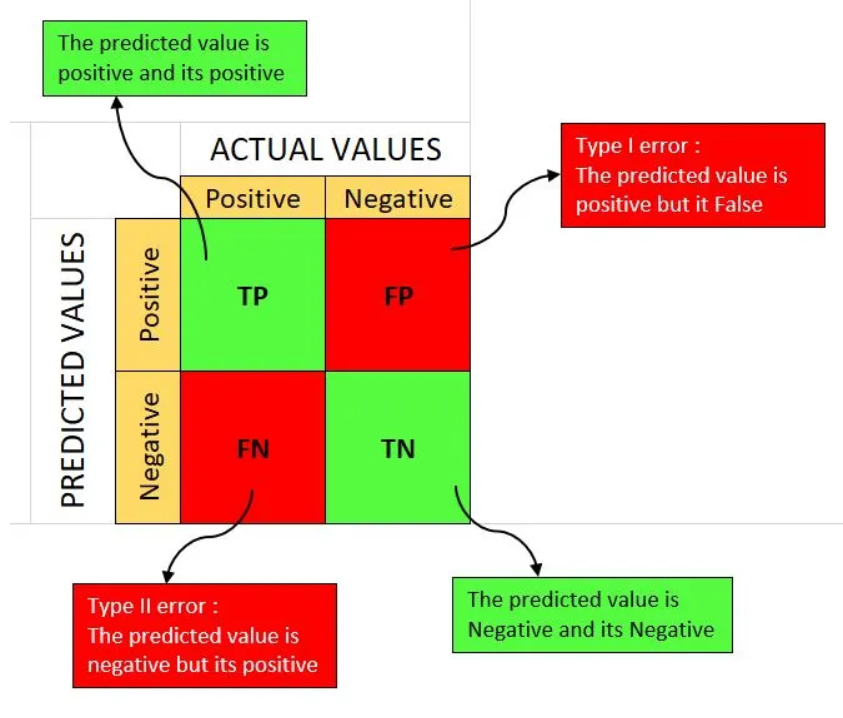 The predicted value is
positive and its positive
ACTUAL VALUES
Type I error :
The predicted value is
positive but it False
Positive Negative
PREDICTED VALUES
Positive
TP FP
Negative
FN TN
Type II error :
The predicted value is
negative but its positive
The predicted value is
Negative and its Negative